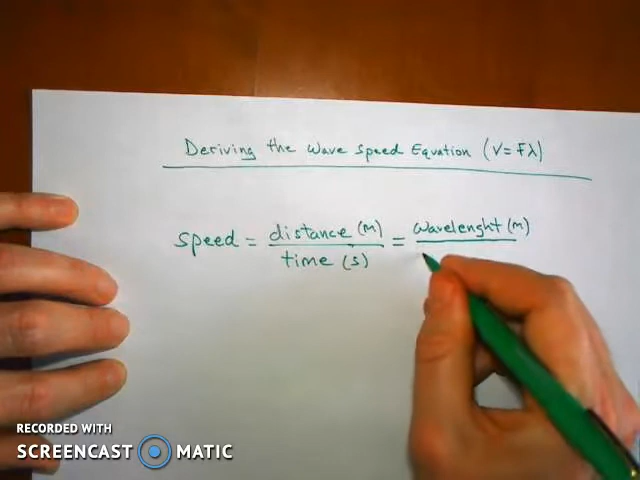 Deriving the Wave Speed Equation (V = Fλ)
speed = distance (m) / time (s) = wavelenght (m)
RECORDED WITH
SCREENCAST MATIC